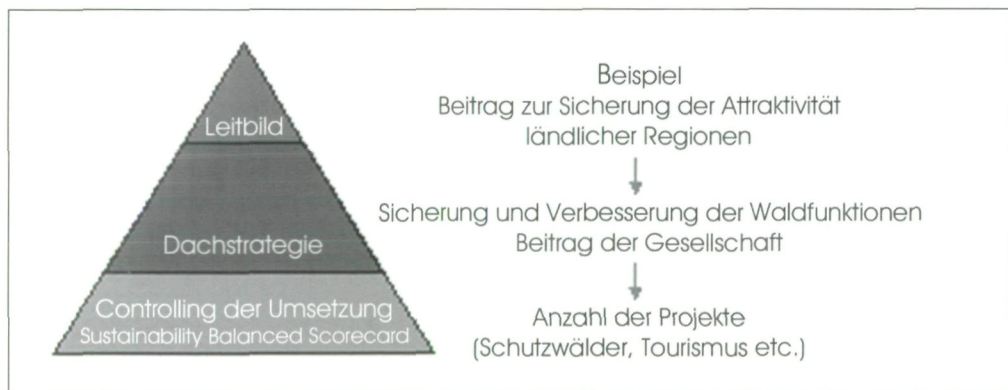 Leitbild
Dachstrategie
Controlling der Umsetzung
Sustainability Balanced Scorecard
Beispiel
Beitrag zur Sicherung der Attraktivität
ländlicher Regionen
Sicherung und Verbesserung der Waldfunktionen
Beitrag der Gesellschaft
Anzahl der Projekte
(Schutzwälder, Tourismus etc.)